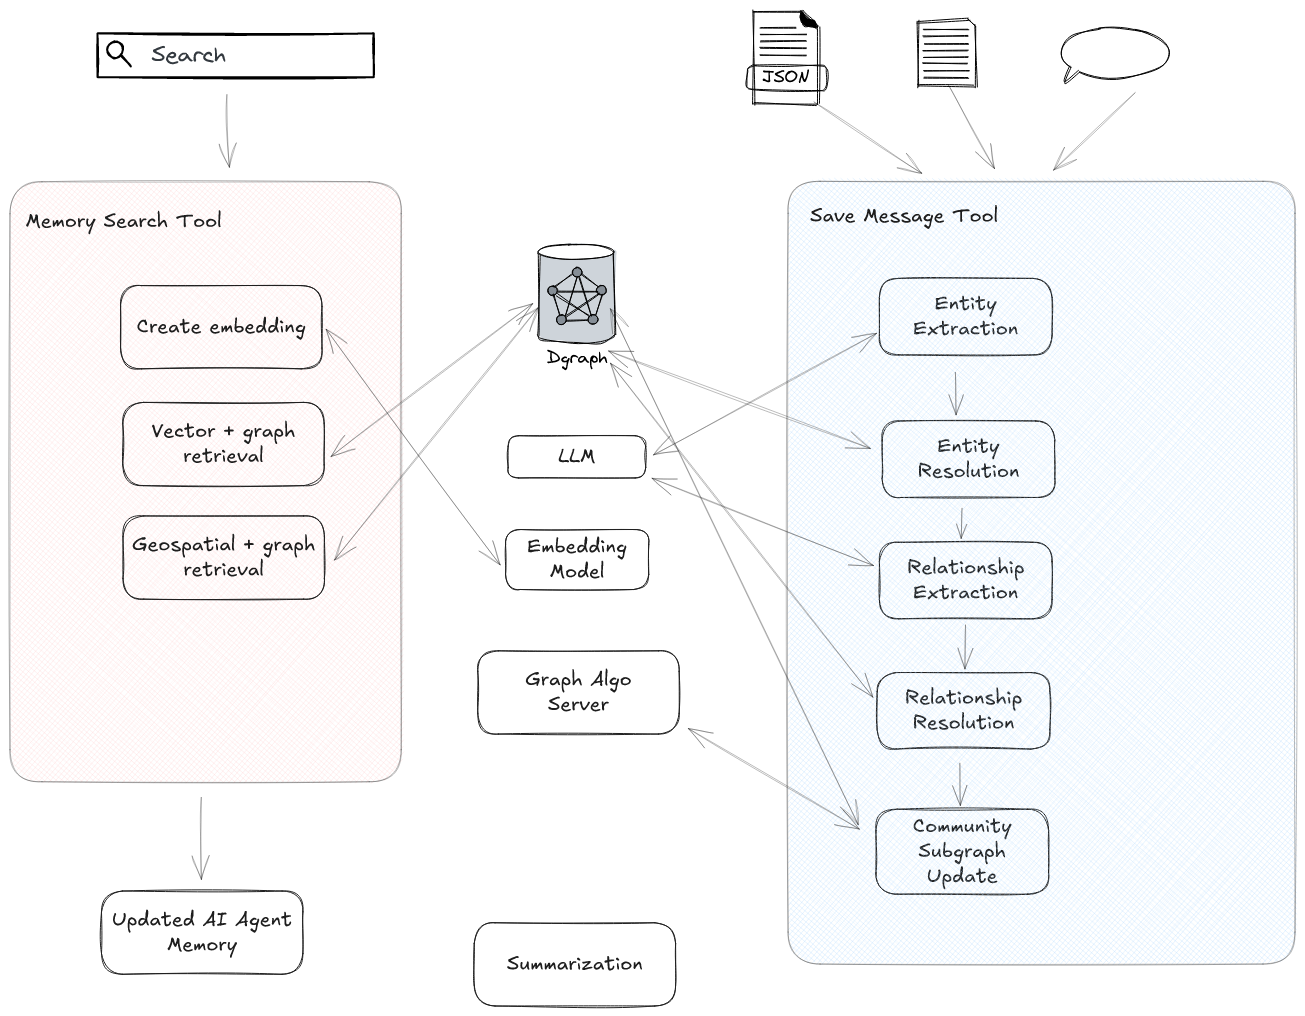 Search
JSON
Memory Search Tool
Create embedding
Vector + graph
retrieval
Geospatial + graph
retrieval
Updated AI Agent
Memory
Dgraph
LLM
Embedding
Model
Graph Algo
Server
Summarization
Save Message Tool
Entity
Extraction
Entity
Resolution
Relationship
Extraction
Relationship
Resolution
Community
Subgraph
Update